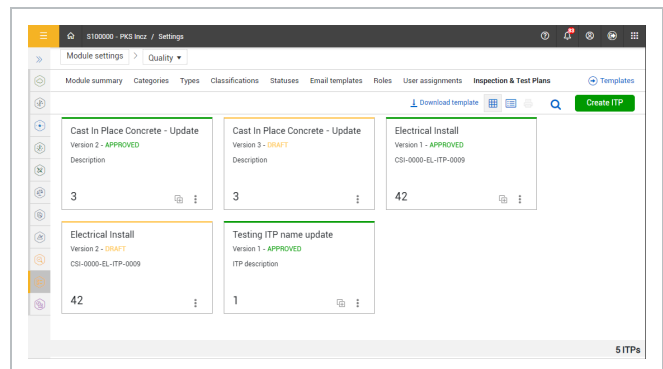 S100000 - PKS Incz / Settings
Module settings > Quality
Module summary Categories Types Classifications Statuses Email templates Roles User assignments Inspection & Test Plans Templates
Download template Create ITP
Cast In Place Concrete - Update
Version 2 - APPROVED
Description
3
Cast In Place Concrete - Update
Version 3 - DRAFT
Description
3
Electrical Install
Version 1 - APPROVED
CSI-0000-EL-ITP-0009
42
Electrical Install
Version 2 - DRAFT
CSI-0000-EL-ITP-0009
42
Testing ITP name update
Version 1 - APPROVED
ITP description
1
5 ITPs